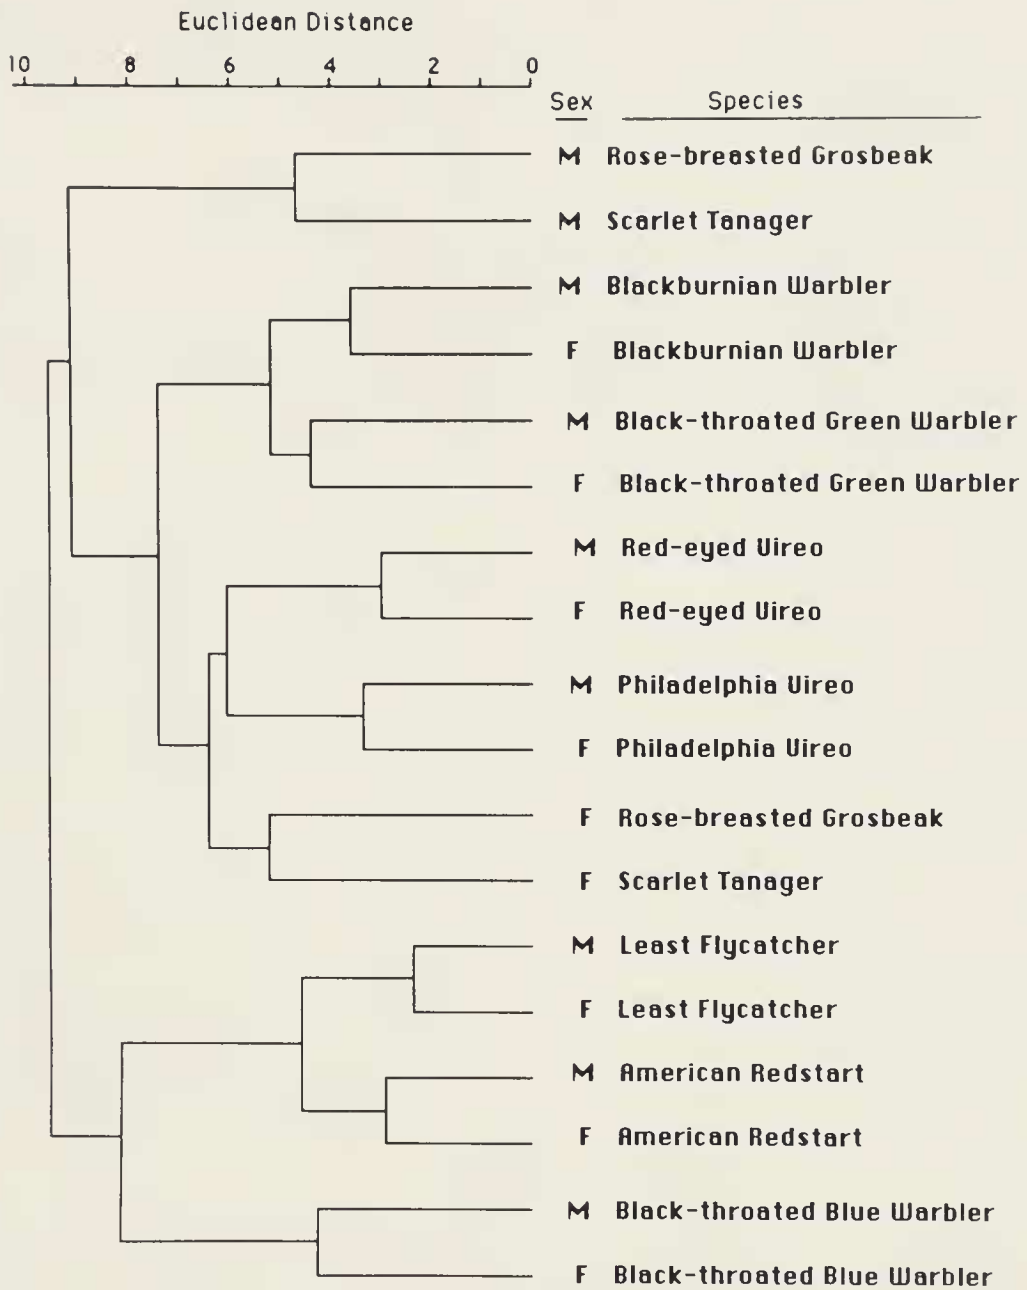 Euclidean Distance
10 8 6 4 2 0
Sex Species
M Rose-breasted Grosbeak
M Scarlet Tanager
M Blackburnian Warbler
F Blackburnian Warbler
M Black-throated Green Warbler
F Black-throated Green Warbler
M Red-eyed Vireo
F Red-eyed Vireo
M Philadelphia Vireo
F Philadelphia Vireo
F Rose-breasted Grosbeak
F Scarlet Tanager
M Least Flycatcher
F Least Flycatcher
M American Redstart
F American Redstart
M Black-throated Blue Warbler
F Black-throated Blue Warbler